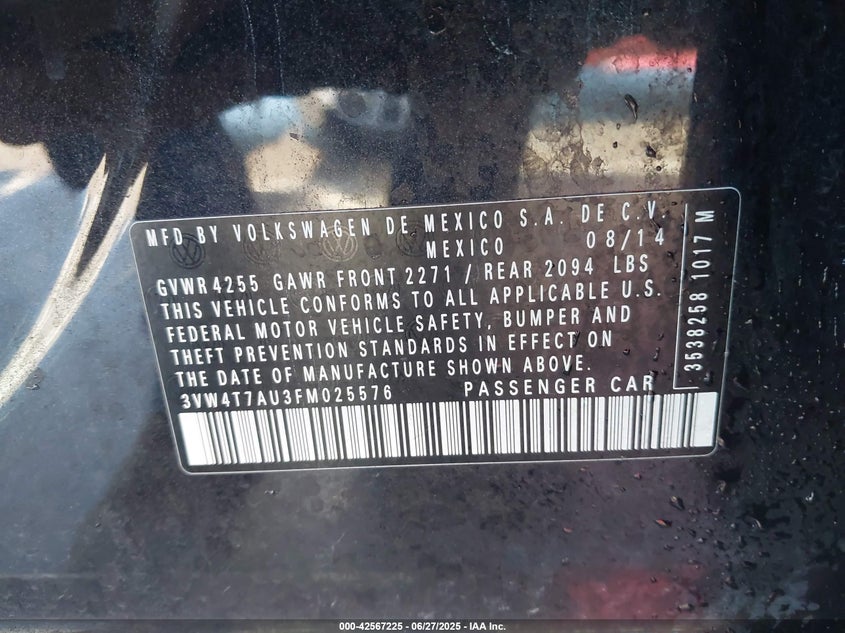 MFD BY VOLKSWAGEN DE MEXICO S.A. DE C.V.
MEXICO 08/14
GVWR 4255 GAWR FRONT 2271 / REAR 2094 LBS
THIS VEHICLE CONFORMS TO ALL APPLICABLE U.S.
FEDERAL MOTOR VEHICLE SAFETY, BUMPER AND
THEFT PREVENTION STANDARDS IN EFFECT ON
THE DATE OF MANUFACTURE SHOWN ABOVE.
3VW4T7AU3FM025576 PASSENGER CAR
3538258 1017 M
000-42567225 - 06/27/2025 - IAA Inc.